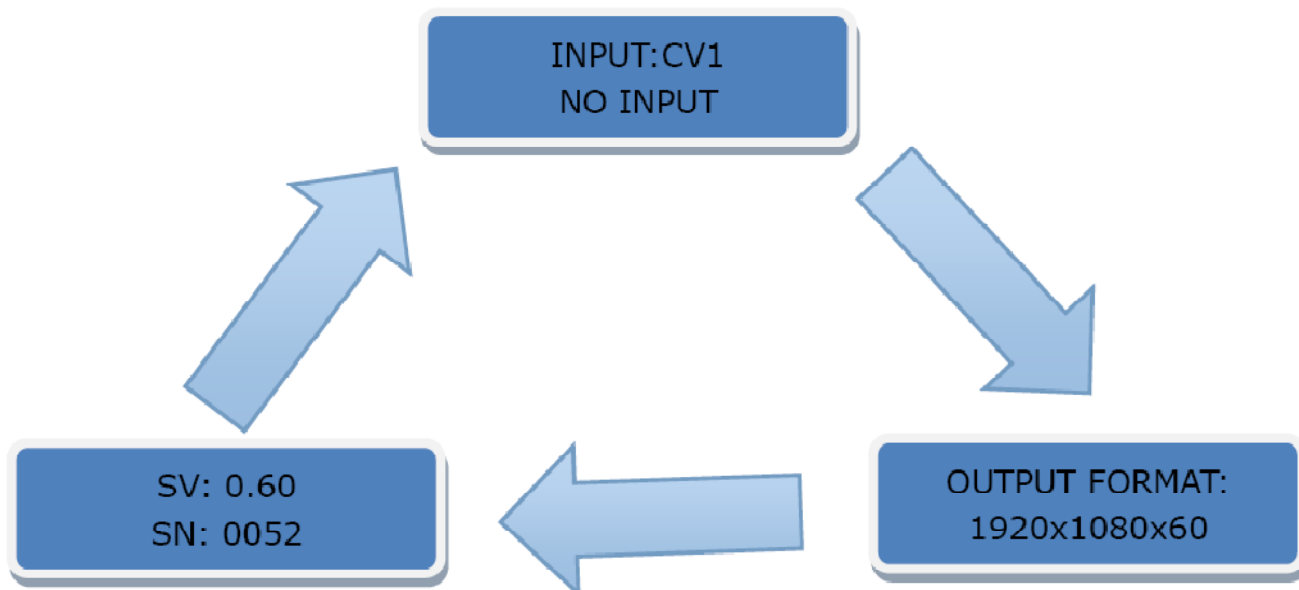 INPUT:CV1
NO INPUT
OUTPUT FORMAT:
1920x1080x60
SV: 0.60
SN: 0052